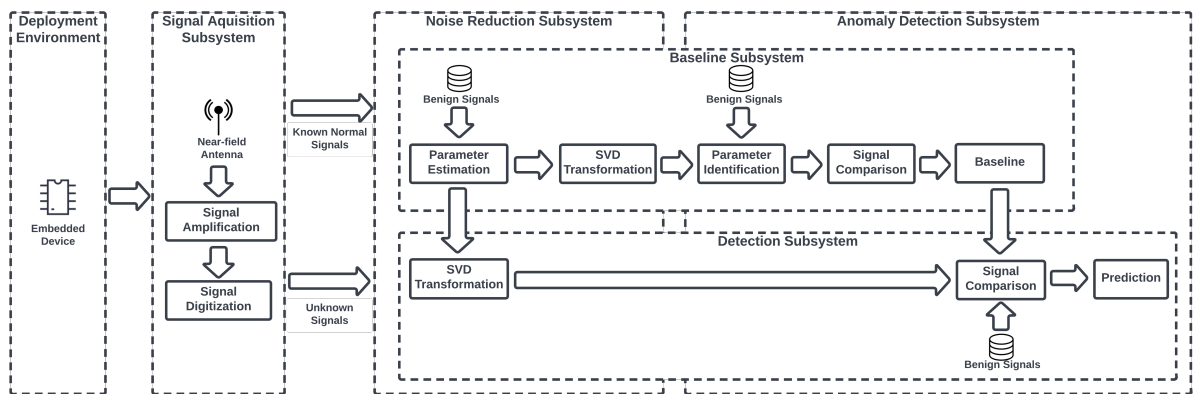 Deployment
Environment
Embedded
Device
Signal Aquisition
Subsystem
Near-field
Antenna
Signal
Amplification
Signal
Digitization
Known Normal
Signals
Unknown
Signals
Noise Reduction Subsystem
Anomaly Detection Subsystem
Baseline Subsystem
Benign Signals
Benign Signals
Parameter
Estimation
SVD
Transformation
Parameter
Identification
Signal
Comparison
Baseline
Detection Subsystem
SVD
Transformation
Signal
Comparison
Prediction
Benign Signals